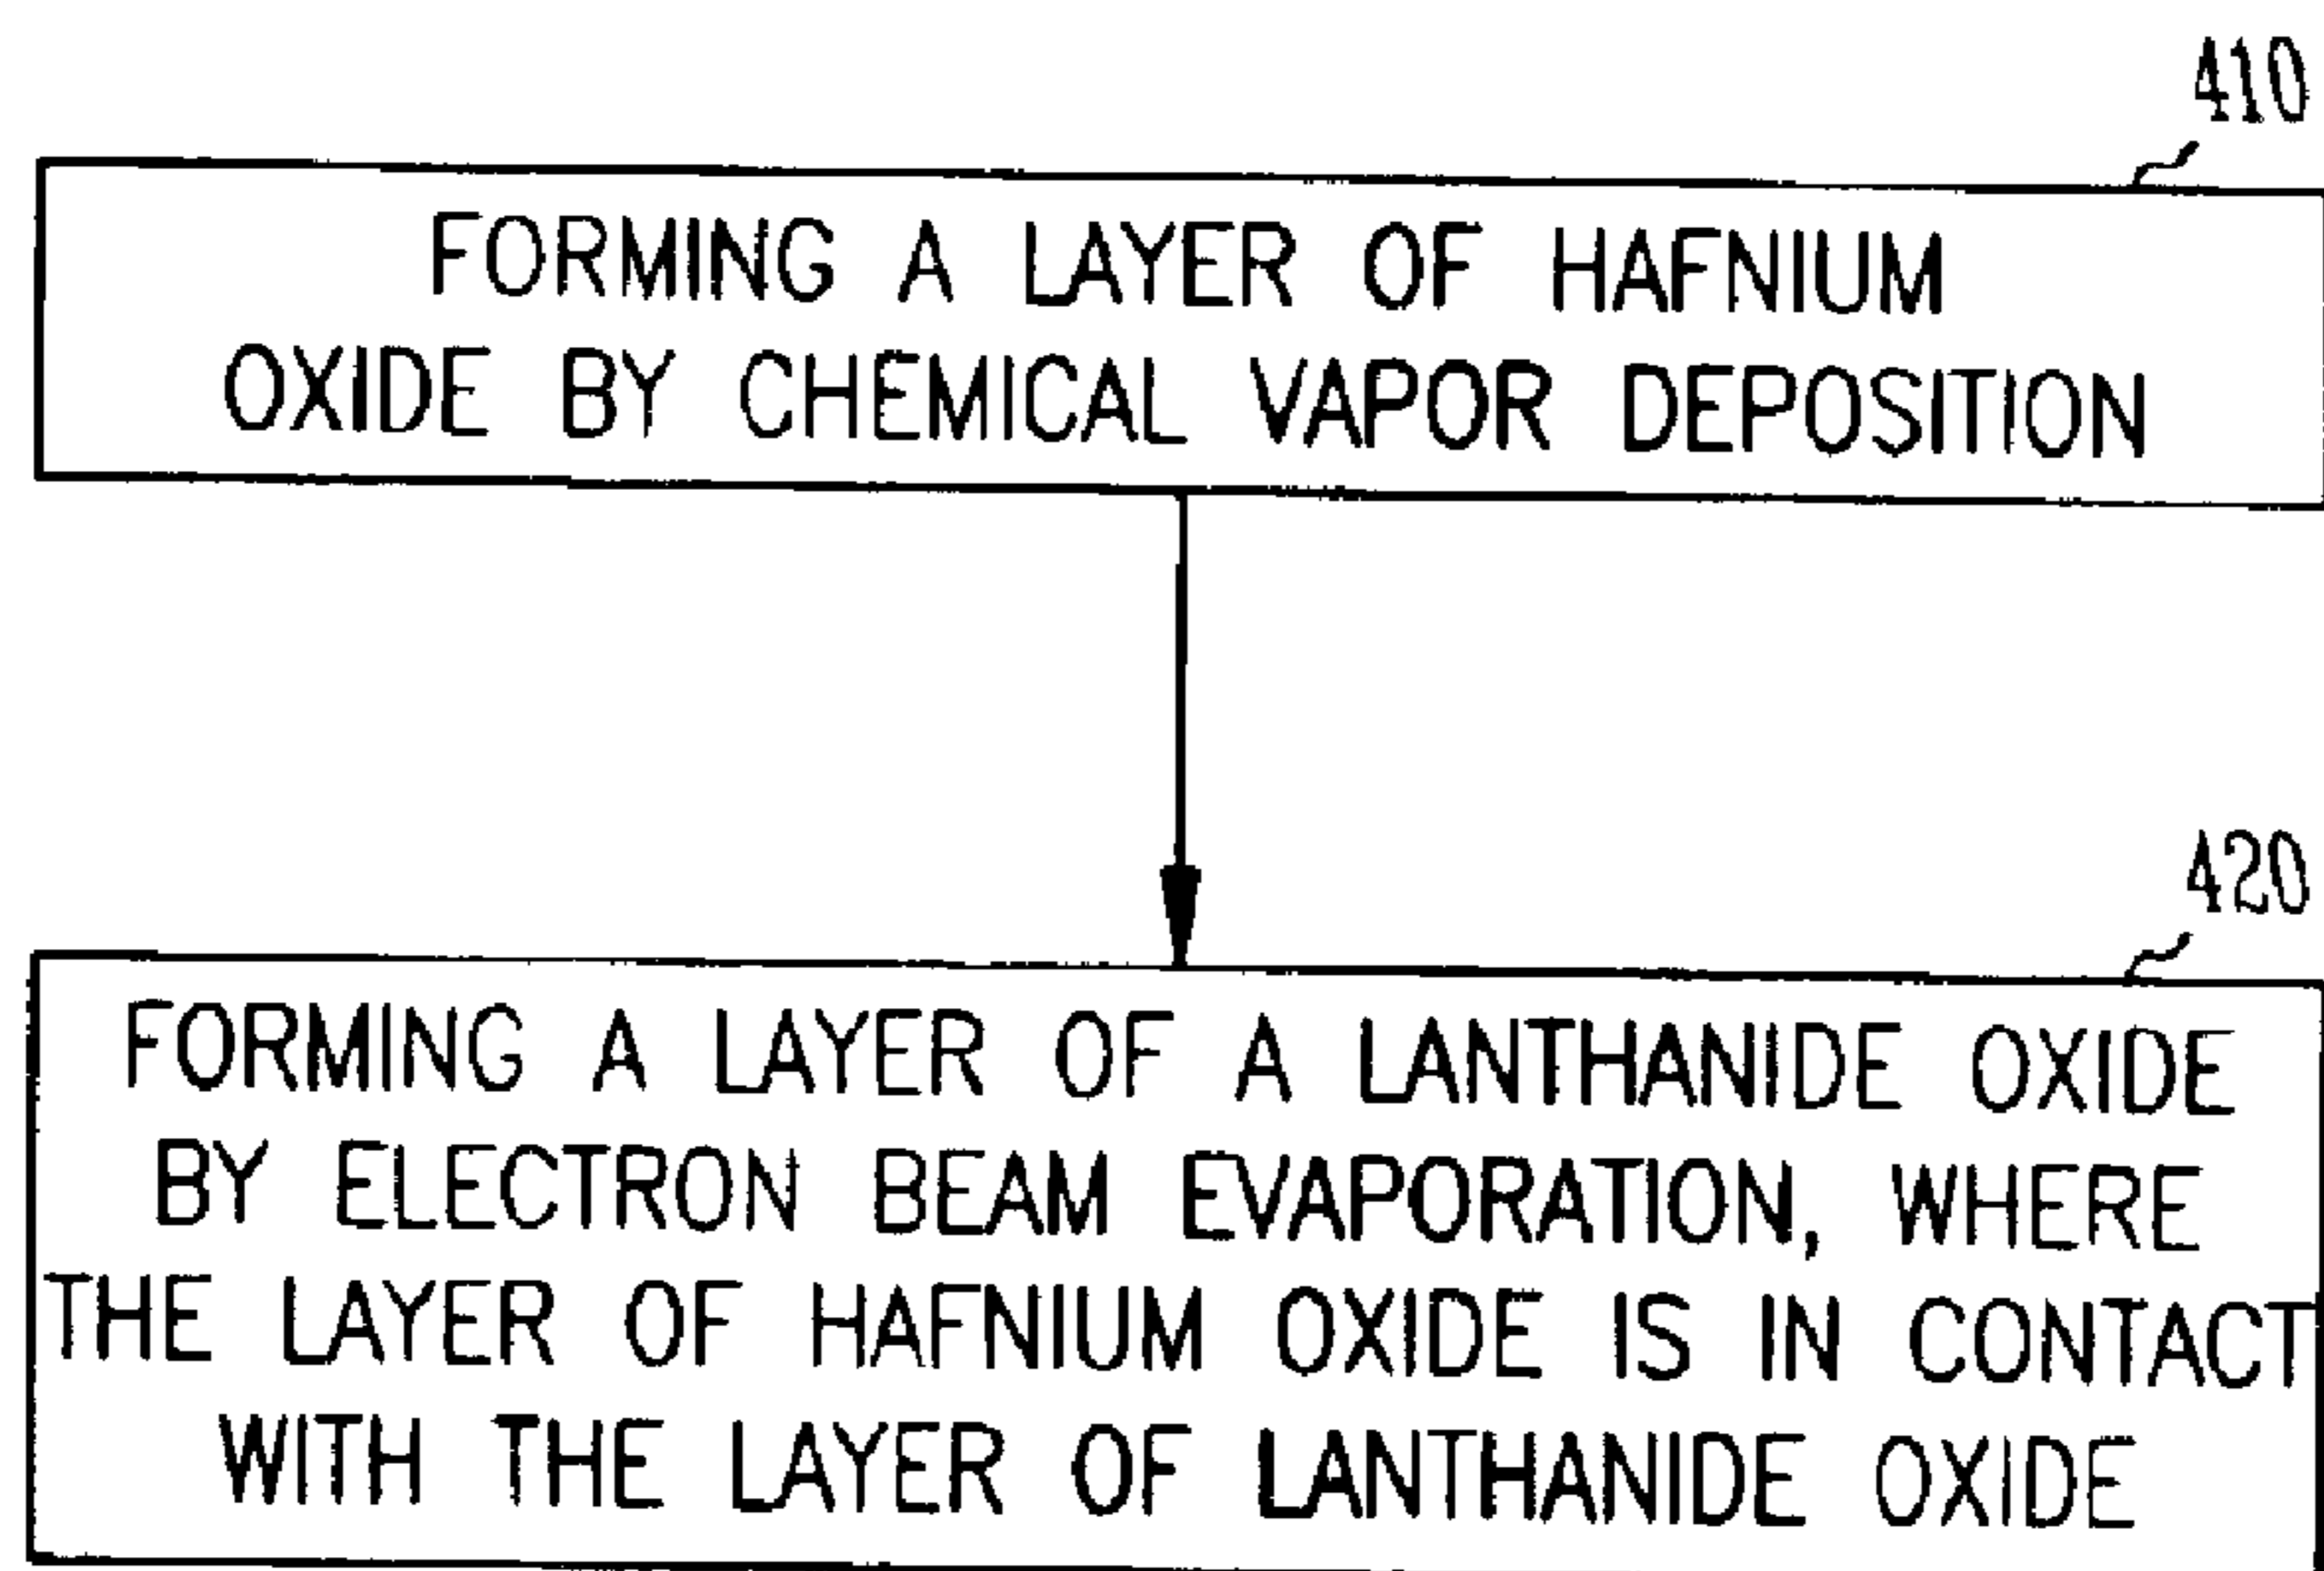 410
FORMING A LAYER OF HAFNIUM
OXIDE BY CHEMICAL VAPOR DEPOSITION
420
FORMING A LAYER OF A LANTHANIDE OXIDE
BY ELECTRON BEAM EVAPORATION, WHERE
THE LAYER OF HAFNIUM OXIDE IS IN CONTACT
WITH THE LAYER OF LANTHANIDE OXIDE